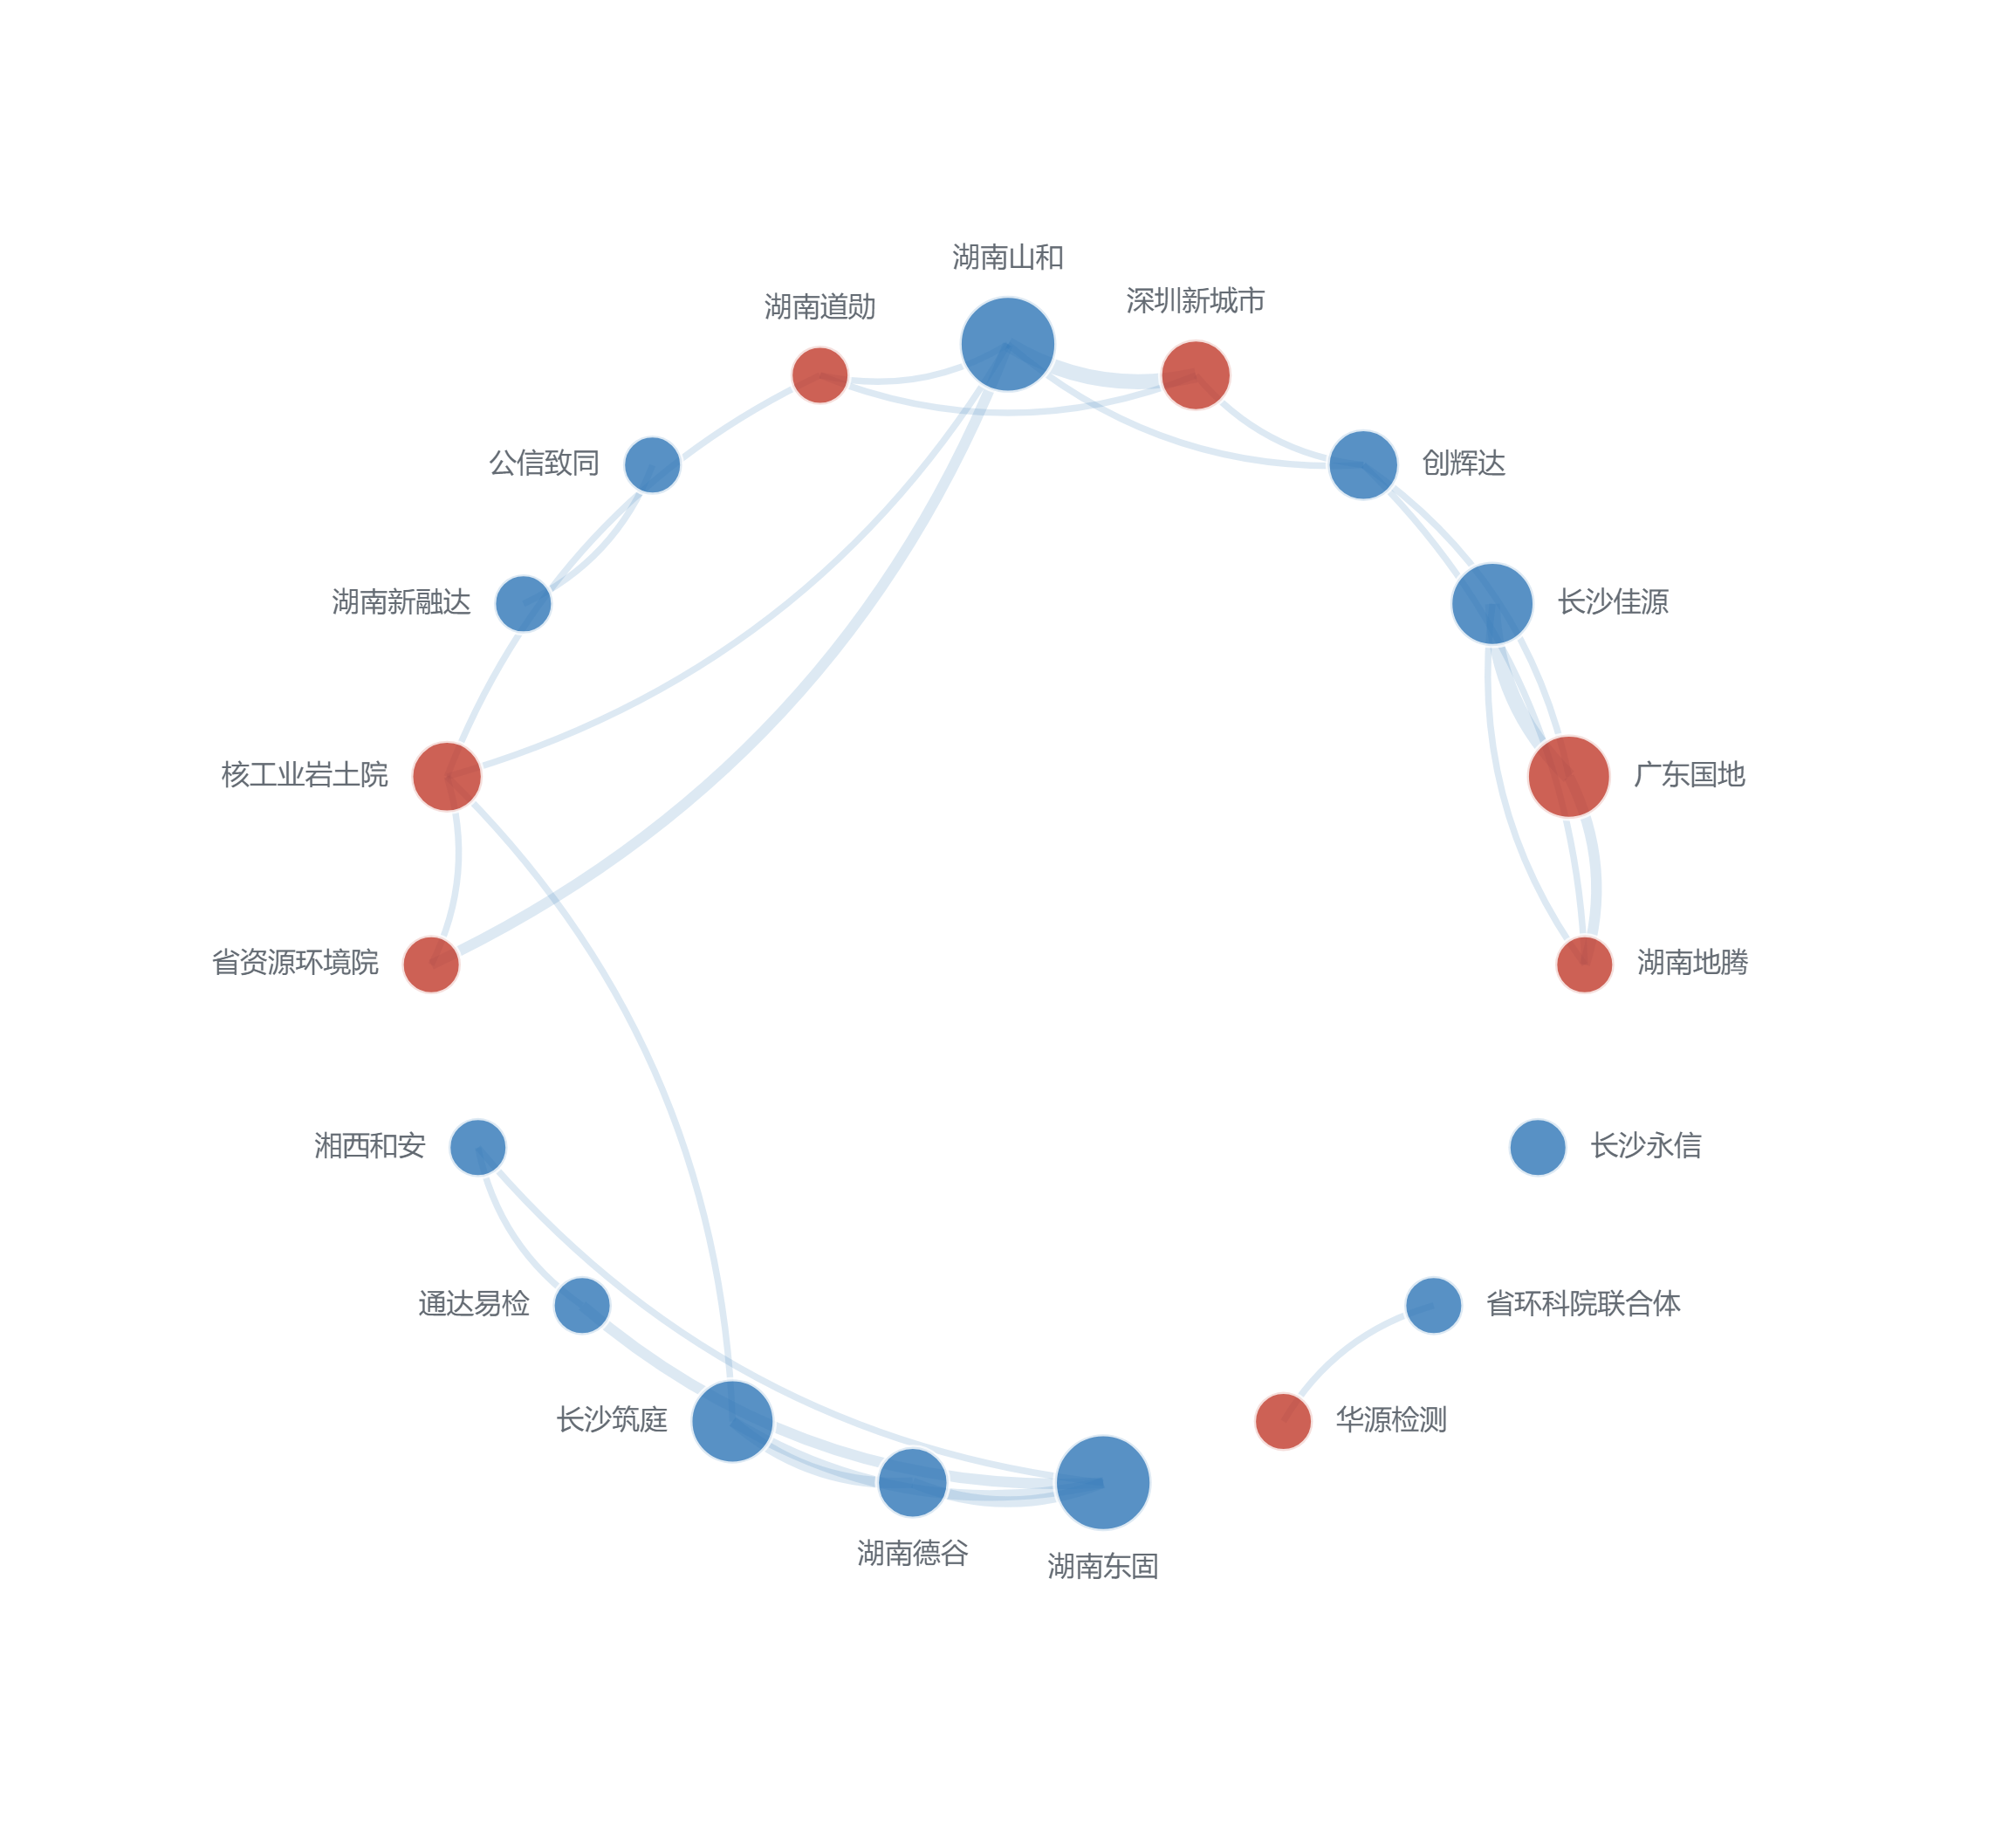 湖南山和
深圳新城市
湖南道勋
公信致同
创辉达
湖南新融达
长沙佳源
核工业岩土院
广东国地
省资源环境院
湖南地腾
湘西和安
长沙永信
通达易检
省环科院联合体
长沙筑庭
华源检测
湖南德谷
湖南东固